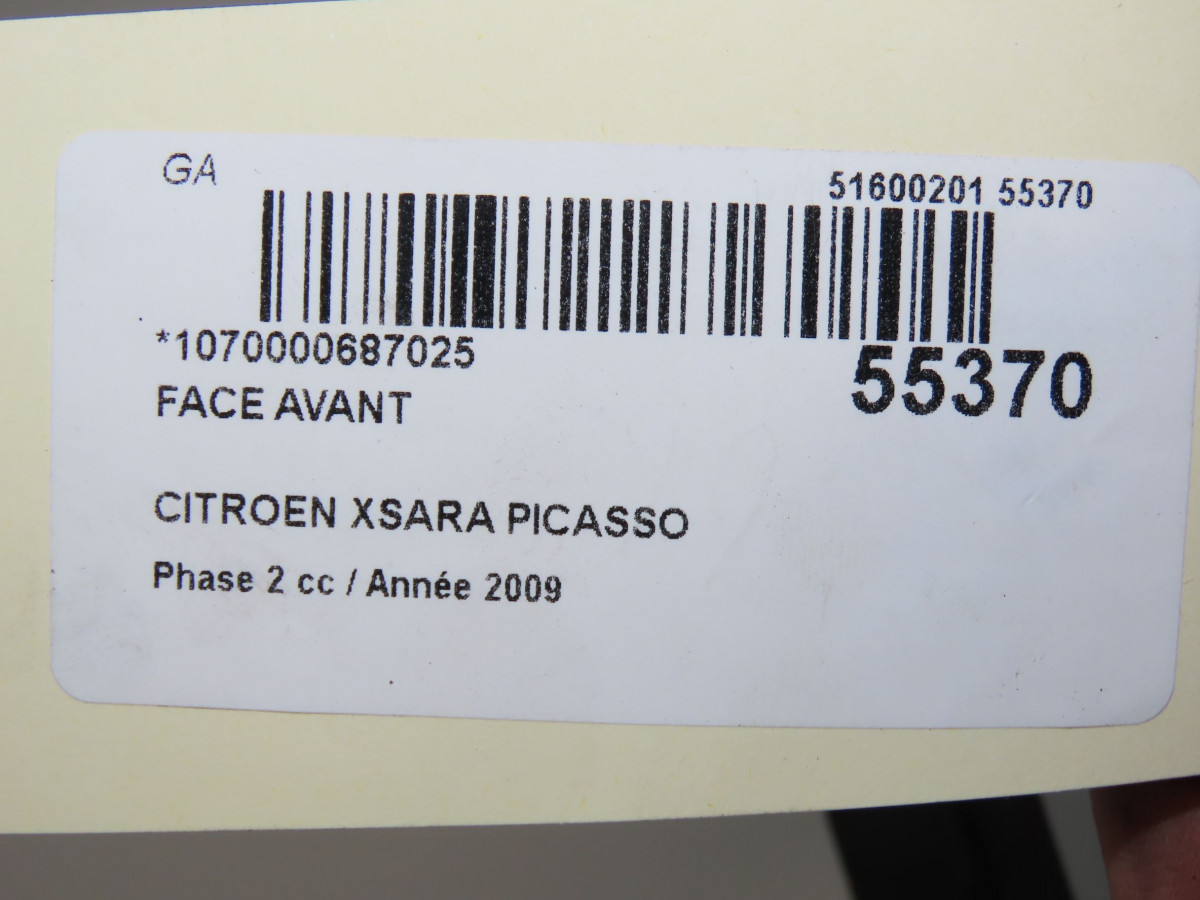 GA
51600201 55370
*1070000687025
55370
FACE AVANT
CITROEN XSARA PICASSO
Phase 2 cc / Année 2009